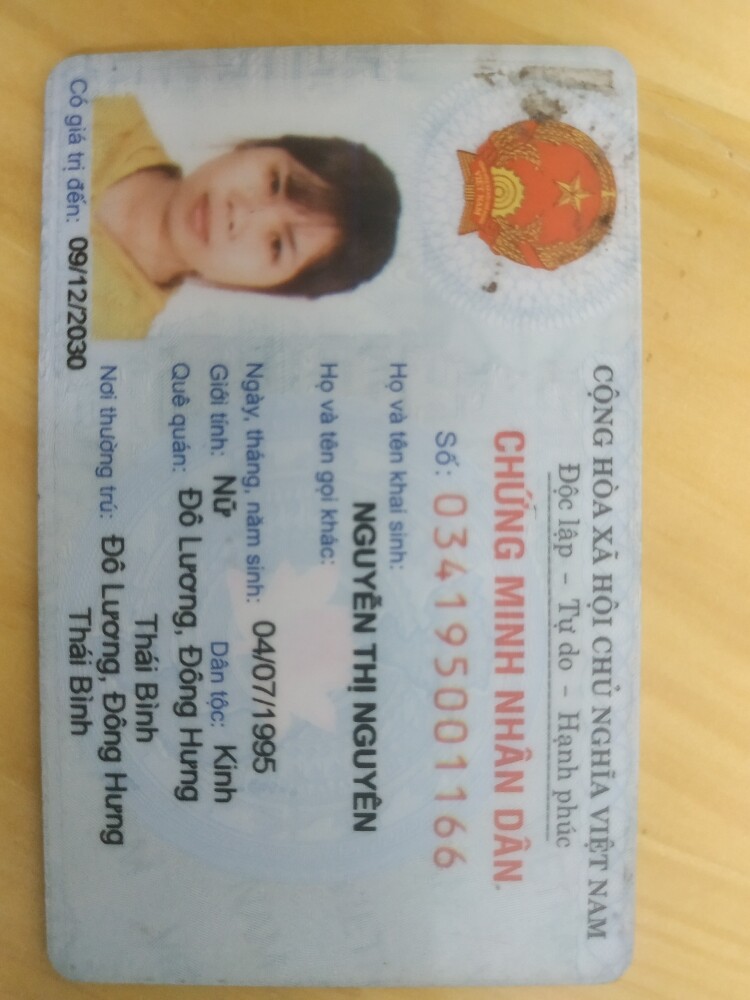 CỘNG HÒA XÃ HỘI CHỦ NGHĨA VIỆT NAM
Độc lập - Tự do - Hạnh phúc
CHỨNG MINH NHÂN DÂN
Số: 034195001166
Họ và tên khai sinh:
NGUYỄN THỊ NGUYÊN
Họ và tên gọi khác:
Ngày, tháng, năm sinh: 04/07/1995
Giới tính: Nữ Dân tộc: Kinh
Quê quán: Đô Lương, Đông Hưng
Thái Bình
Nơi thường trú: Đô Lương, Đông Hưng
Thái Bình
Có giá trị đến: 09/12/2030
VIỆT NAM